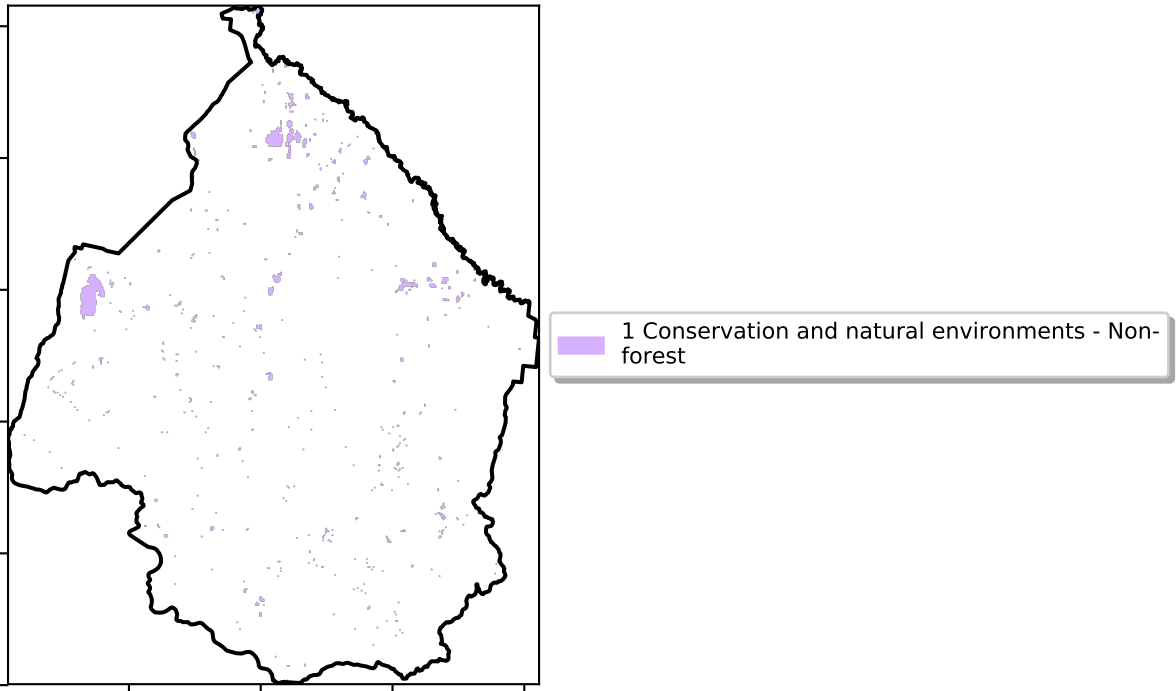 1 Conservation and natural environments - Non-
forest